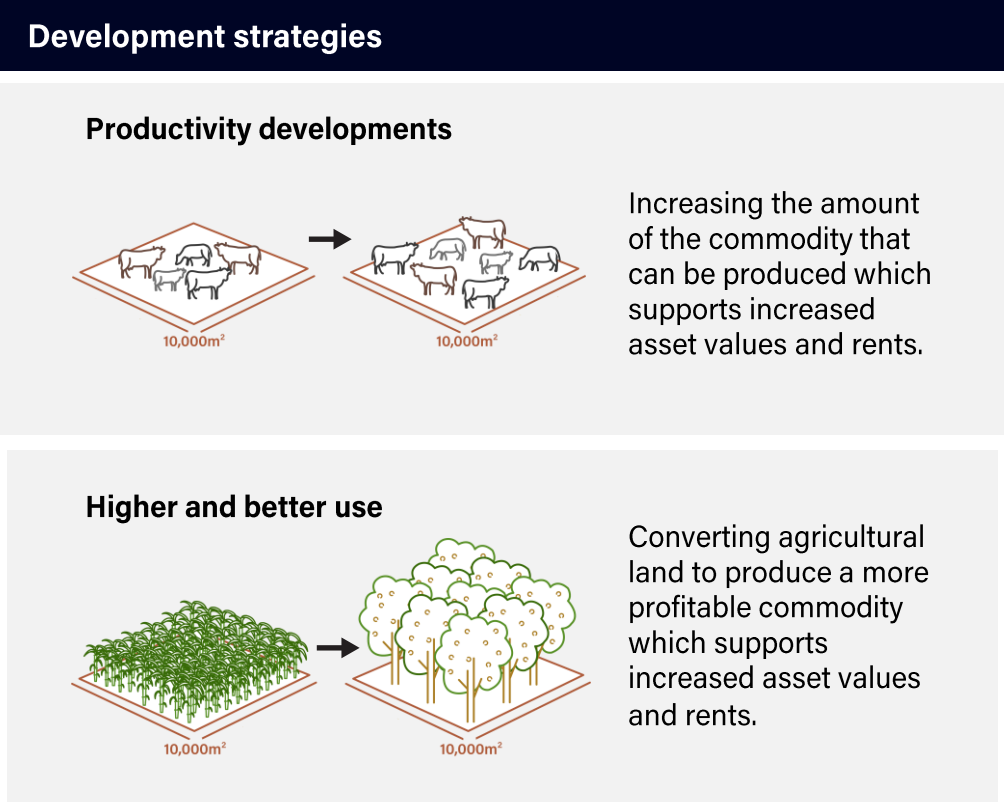 Development strategies
Productivity developments
Increasing the amount
of the commodity that
can be produced which
supports increased
asset values and rents.
10,000m²
10,000m²
Higher and better use
Converting agricultural
land to produce a more
profitable commodity
which supports
increased asset values
and rents.
10,000m²
10,000m²